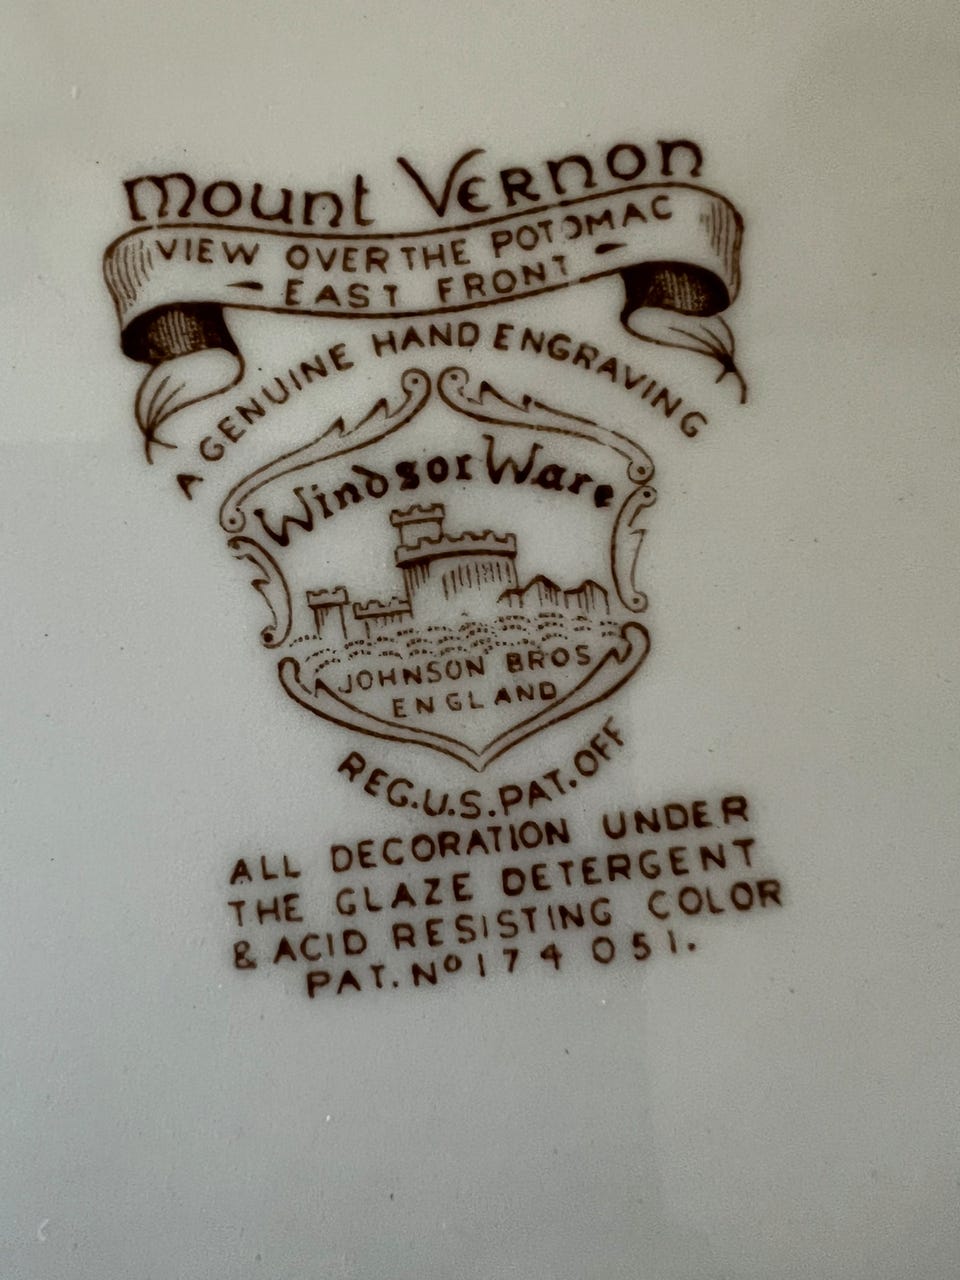 Mount Vernon
VIEW OVER THE POTOMAC
- EAST FRONT -
A GENUINE HAND ENGRAVING
Windsor Ware
JOHNSON BROS
ENGLAND
REG.U.S.PAT.OFF
ALL DECORATION UNDER
THE GLAZE DETERGENT
& ACID RESISTING COLOR
PAT.Nº 174 051.